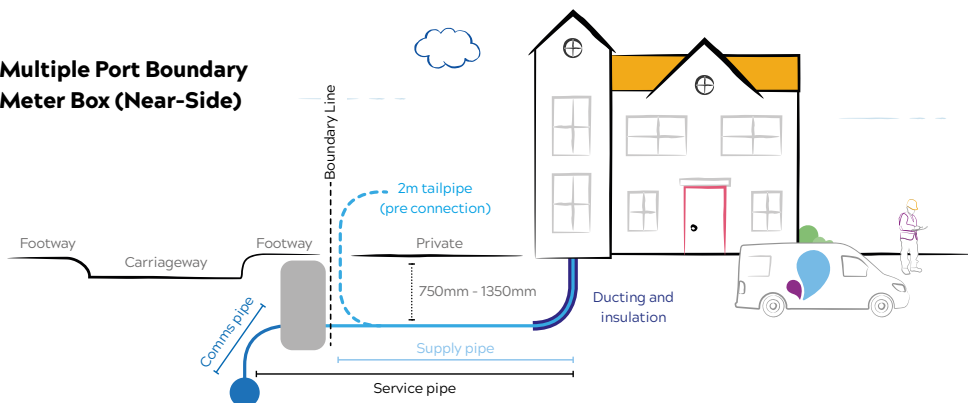 Multiple Port Boundary
Meter Box (Near-Side)
Boundary Line
2m tailpipe
(pre connection)
Footway
Carriageway
Footway
Private
750mm - 1350mm
Ducting and
insulation
Comms pipe
Supply pipe
Service pipe